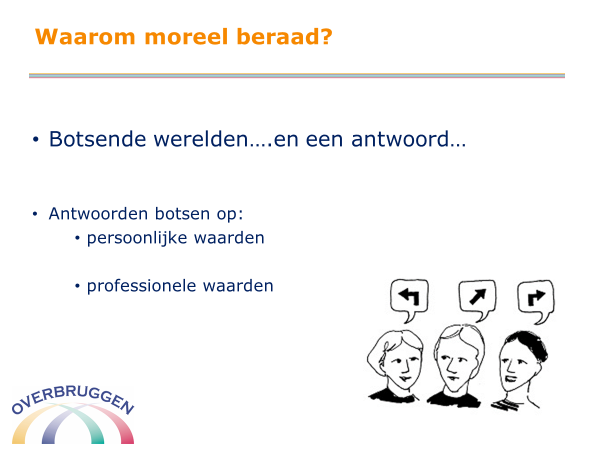 Waarom moreel beraad?
• Botsende werelden….en een antwoord…
• Antwoorden botsen op:
• persoonlijke waarden
• professionele waarden
OVERBRUGGEN